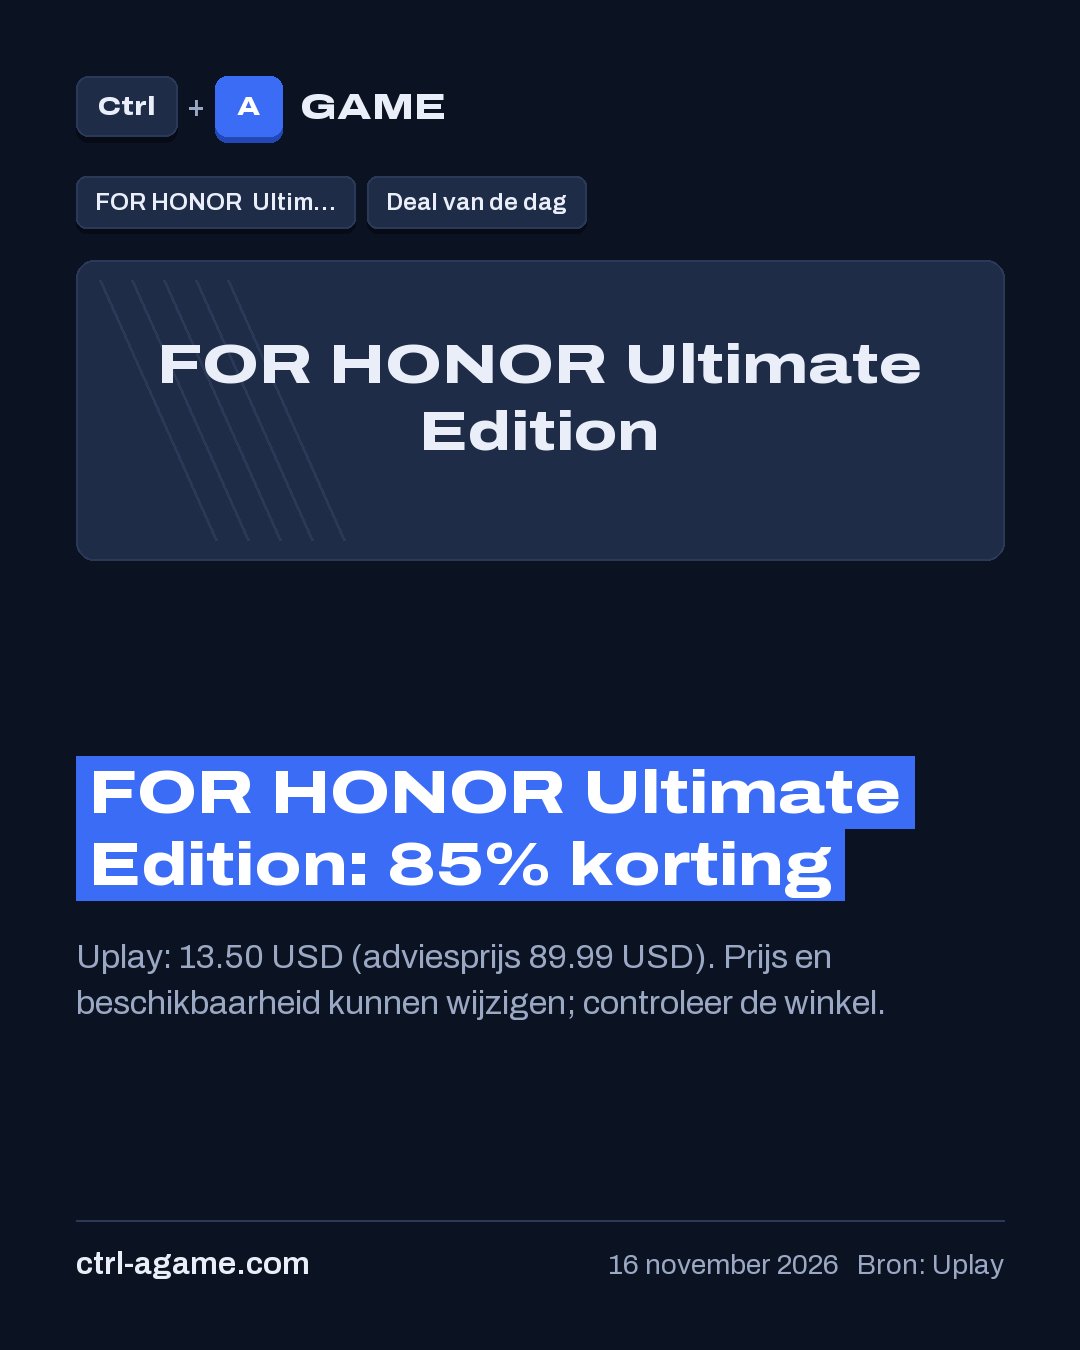 Ctrl + A GAME
FOR HONOR Ultim... Deal van de dag
FOR HONOR Ultimate
Edition
FOR HONOR Ultimate
Edition: 85% korting
Uplay: 13.50 USD (adviesprijs 89.99 USD). Prijs en
beschikbaarheid kunnen wijzigen; controleer de winkel.
ctrl-agame.com 16 november 2026 Bron: Uplay